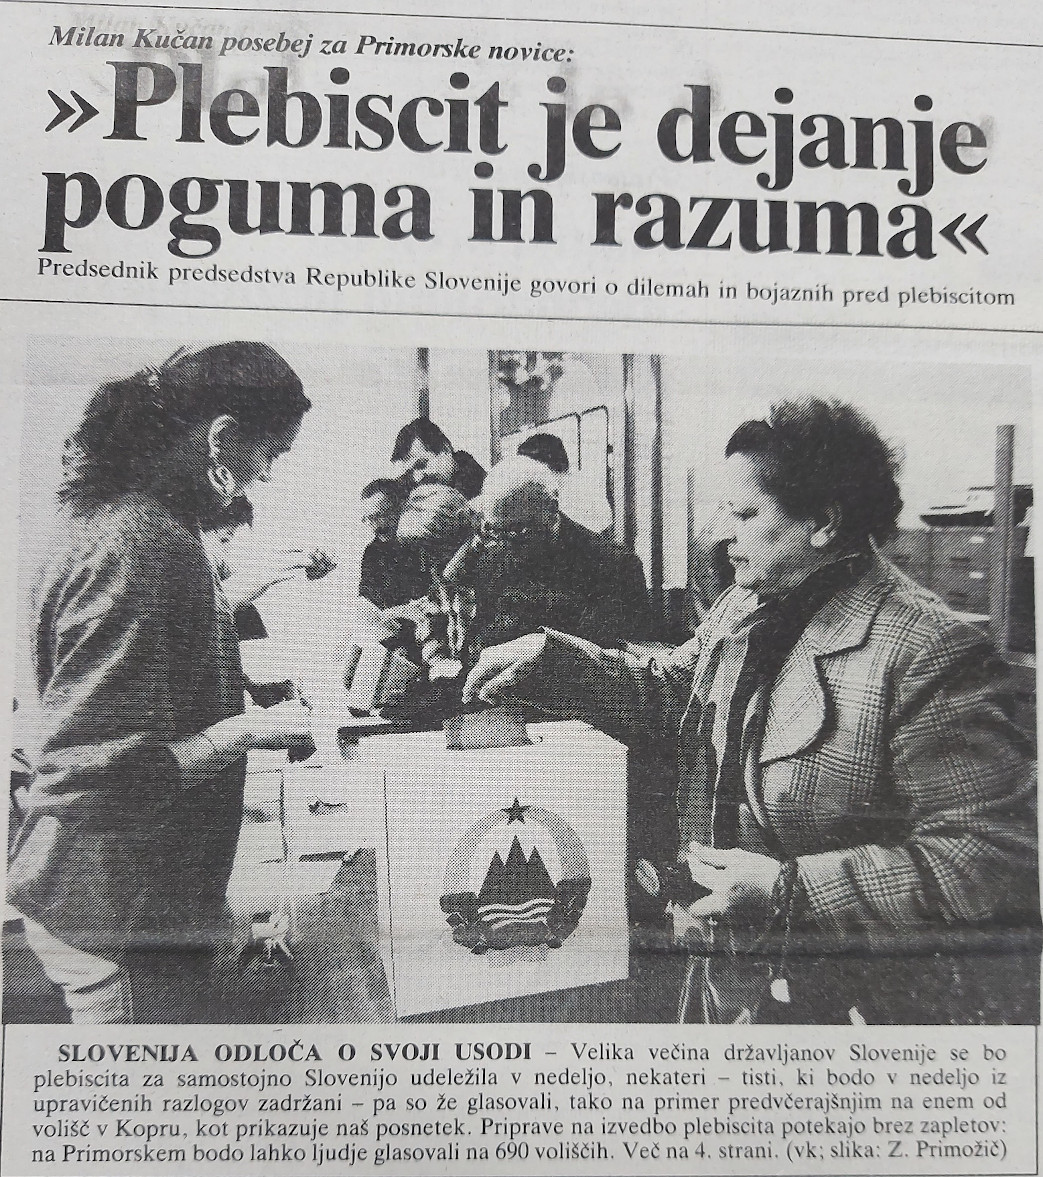 Milan Kučan posebej za Primorske novice:
»Plebiscit je dejanje
poguma in razuma«
Predsednik predsedstva Republike Slovenije govori o dilemah in bojaznih pred plebiscitom
SLOVENIJA ODLOČA O SVOJI USODI – Velika večina državljanov Slovenije se bo
plebiscita za samostojno Slovenijo udeležila v nedeljo, nekateri – tisti, ki bodo v nedeljo iz
upravičenih razlogov zadržani – pa so že glasovali, tako na primer predvčerajšnjim na enem od
volišč v Kopru, kot prikazuje naš posnetek. Priprave na izvedbo plebiscita potekajo brez zapletov:
na Primorskem bodo lahko ljudje glasovali na 690 voliščih. Več na 4. strani. (vk; slika: Z. Primožič)